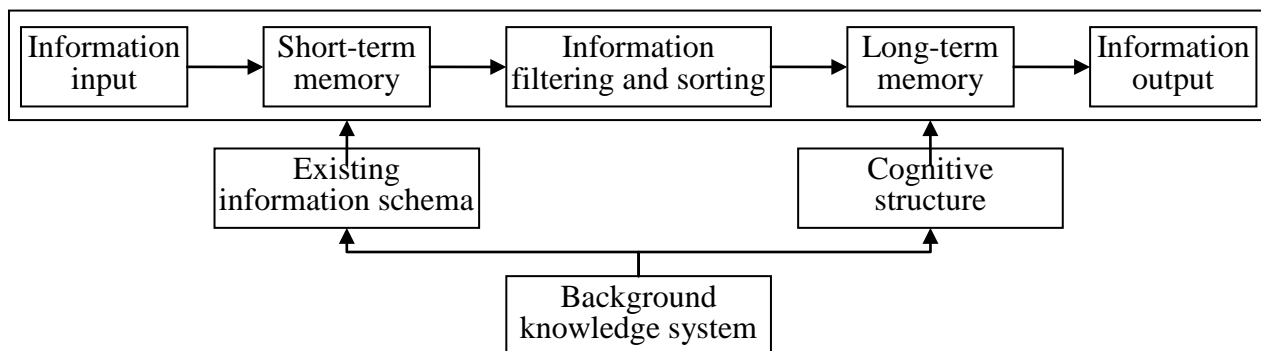 Information
input
Short-term
memory
Information
filtering and sorting
Long-term
memory
Information
output
Existing
information schema
Cognitive
structure
Background
knowledge system